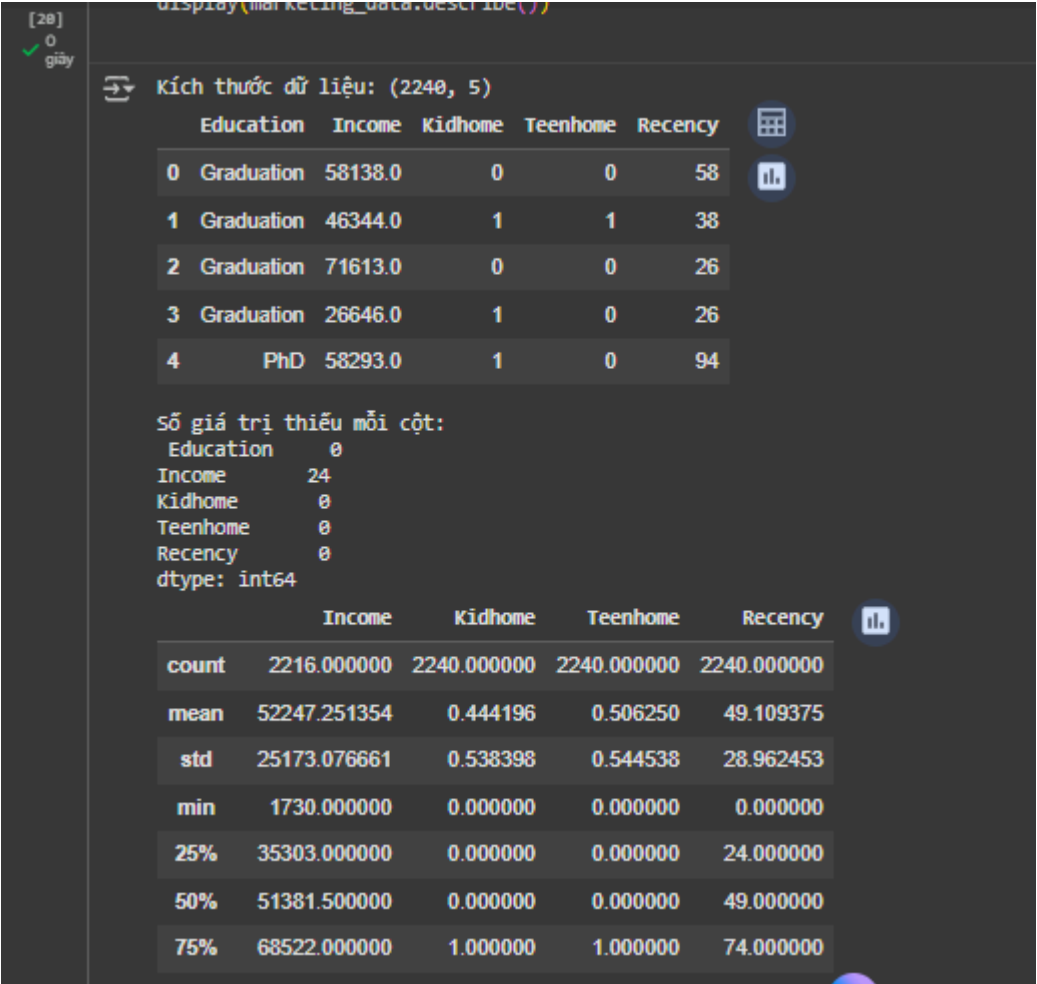 display(marketing_data.describe())
[20]
0
giây
Kích thước dữ liệu: (2240, 5)
Education Income Kidhome Teenhome Recency
0 Graduation 58138.0 0 0 58
1 Graduation 46344.0 1 1 38
2 Graduation 71613.0 0 0 26
3 Graduation 26646.0 1 0 26
4 PhD 58293.0 1 0 94
Số giá trị thiếu mỗi cột:
Education 0
Income 24
Kidhome 0
Teenhome 0
Recency 0
dtype: int64
Income Kidhome Teenhome Recency
count 2216.000000 2240.000000 2240.000000 2240.000000
mean 52247.251354 0.444196 0.506250 49.109375
std 25173.076661 0.538398 0.544538 28.962453
min 1730.000000 0.000000 0.000000 0.000000
25% 35303.000000 0.000000 0.000000 24.000000
50% 51381.500000 0.000000 0.000000 49.000000
75% 68522.000000 1.000000 1.000000 74.000000